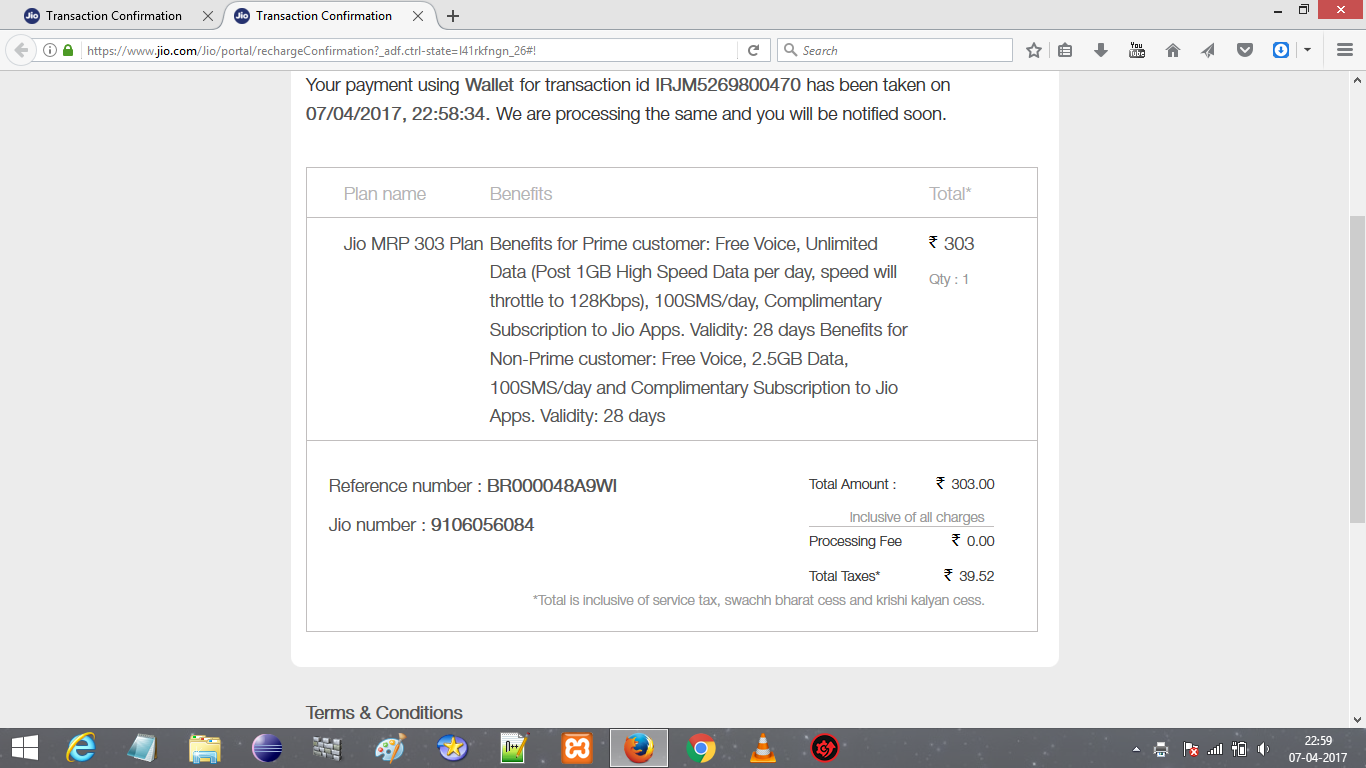 Jio Transaction Confirmation
Jio Transaction Confirmation
https://www.jio.com/Jio/portal/rechargeConfirmation?_adf.ctrl-state=l41rkfngn_26#!
Search
You Tube
Your payment using Wallet for transaction id IRJM5269800470 has been taken on
07/04/2017, 22:58:34. We are processing the same and you will be notified soon.
Plan name Benefits Total*
Jio MRP 303 Plan Benefits for Prime customer: Free Voice, Unlimited ₹ 303
Data (Post 1GB High Speed Data per day, speed will Qty : 1
throttle to 128Kbps), 100SMS/day, Complimentary
Subscription to Jio Apps. Validity: 28 days Benefits for
Non-Prime customer: Free Voice, 2.5GB Data,
100SMS/day and Complimentary Subscription to Jio
Apps. Validity: 28 days
Reference number : BR000048A9WI
Jio number : 9106056084
Total Amount : ₹ 303.00
Inclusive of all charges
Processing Fee ₹ 0.00
Total Taxes* ₹ 39.52
*Total is inclusive of service tax, swachh bharat cess and krishi kalyan cess.
Terms & Conditions
22:59
07-04-2017